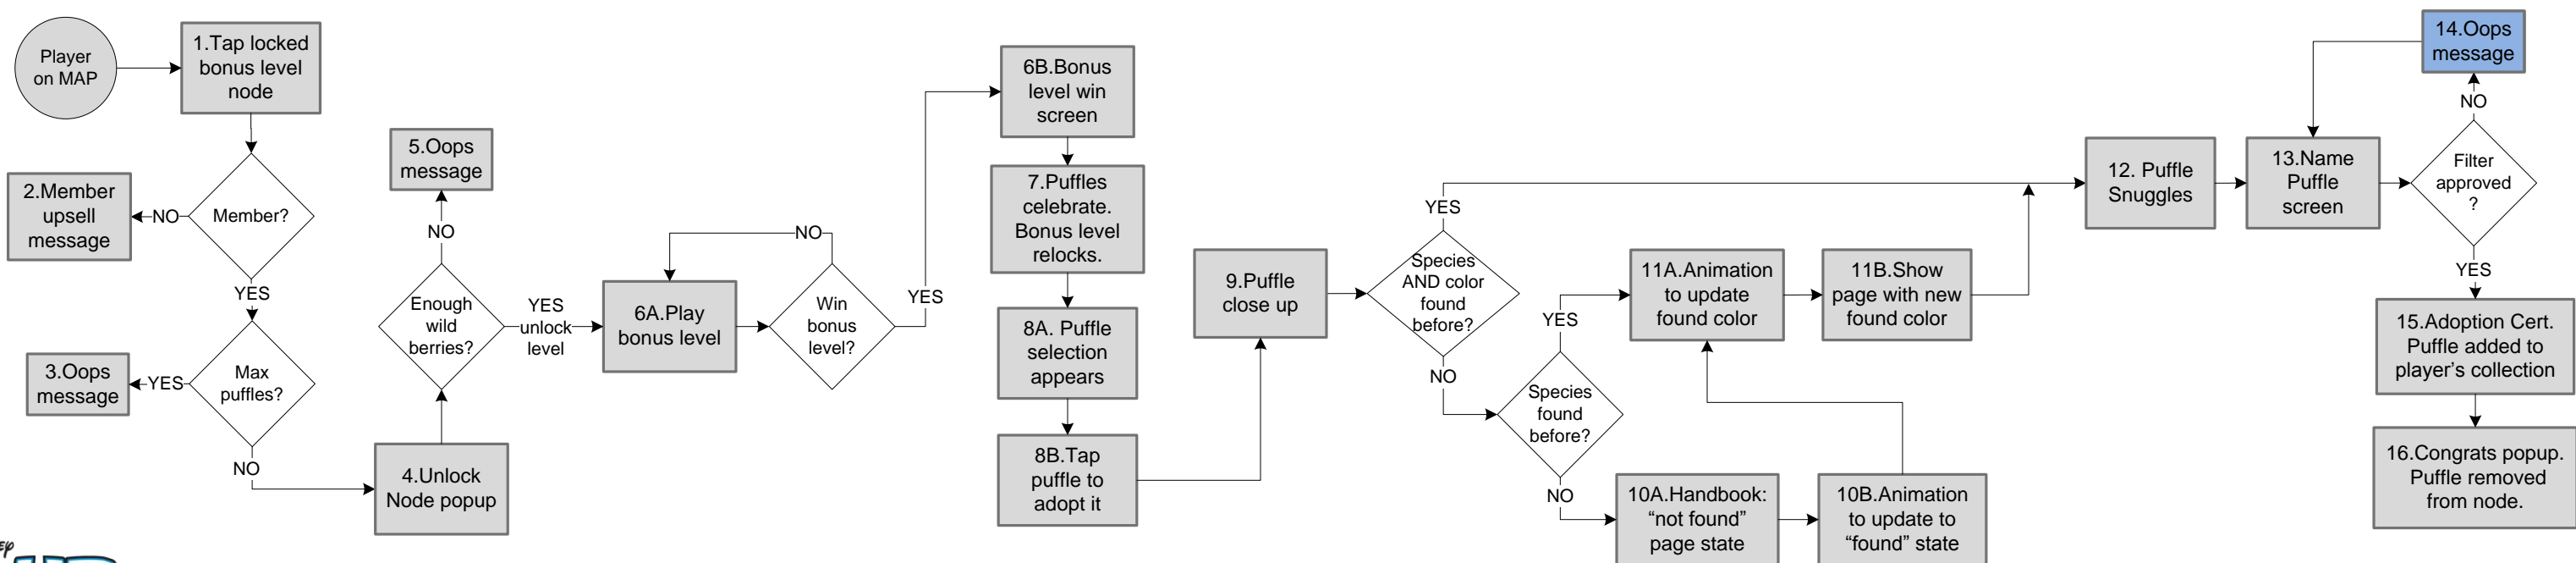 Player
on MAP
1.Tap locked
bonus level
node
Member?
NO
2.Member
upsell
message
YES
Max
puffles?
YES
3.Oops
message
NO
4.Unlock
Node popup
Enough
wild
berries?
NO
5.Oops
message
YES
unlock
level
6A.Play
bonus level
Win
bonus
level?
NO
YES
6B.Bonus
level win
screen
7.Puffles
celebrate.
Bonus level
relocks.
8A. Puffle
selection
appears
8B.Tap
puffle to
adopt it
9.Puffle
close up
Species
AND color
found
before?
YES
NO
Species
found
before?
YES
NO
10A.Handbook:
“not found”
page state
10B.Animation
to update to
“found” state
11A.Animation
to update
found color
11B.Show
page with new
found color
12. Puffle
Snuggles
13.Name
Puffle
screen
Filter
approved
?
NO
14.Oops
message
YES
15.Adoption Cert.
Puffle added to
player’s collection
16.Congrats popup.
Puffle removed
from node.